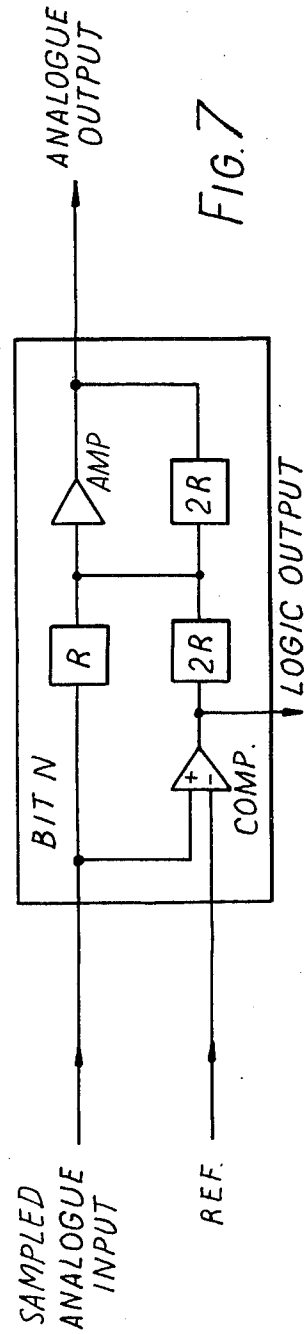 SAMPLED
ANALOGUE
INPUT
REF.
BIT N
R
AMP
2R
2R
+
-
COMP.
LOGIC OUTPUT
ANALOGUE
OUTPUT
FIG.7